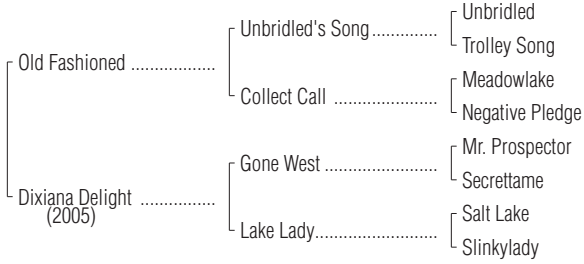 Unbridled
Unbridled's Song..............
Trolley Song
Old Fashioned ..................
Meadowlake
Collect Call ......................
Negative Pledge
Mr. Prospector
Gone West ........................
Secrettame
Dixiana Delight ................
(2005)
Salt Lake
Lake Lady..........................
Slinkylady